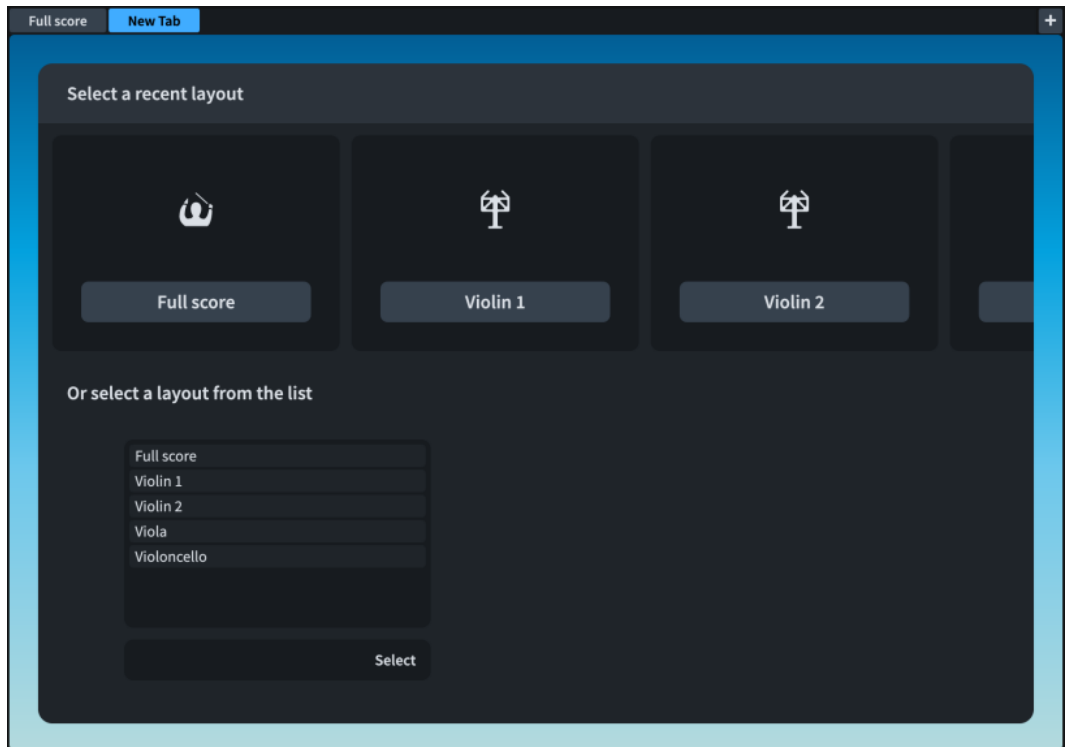 Full score
New Tab
+
Select a recent layout
Full score
Violin 1
Violin 2
Or select a layout from the list
Full score
Violin 1
Violin 2
Viola
Violoncello
Select